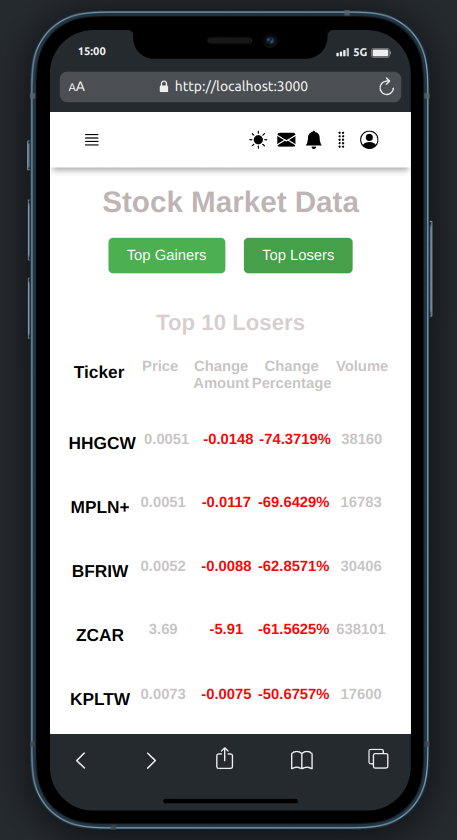 15:00 5G
AA http://localhost:3000
Stock Market Data
Top Gainers Top Losers
Top 10 Losers
Ticker Price Change Amount Change Percentage Volume
HHGCW 0.0051 -0.0148 -74.3719% 38160
MPLN+ 0.0051 -0.0117 -69.6429% 16783
BFRIW 0.0052 -0.0088 -62.8571% 30406
ZCAR 3.69 -5.91 -61.5625% 638101
KPLTW 0.0073 -0.0075 -50.6757% 17600